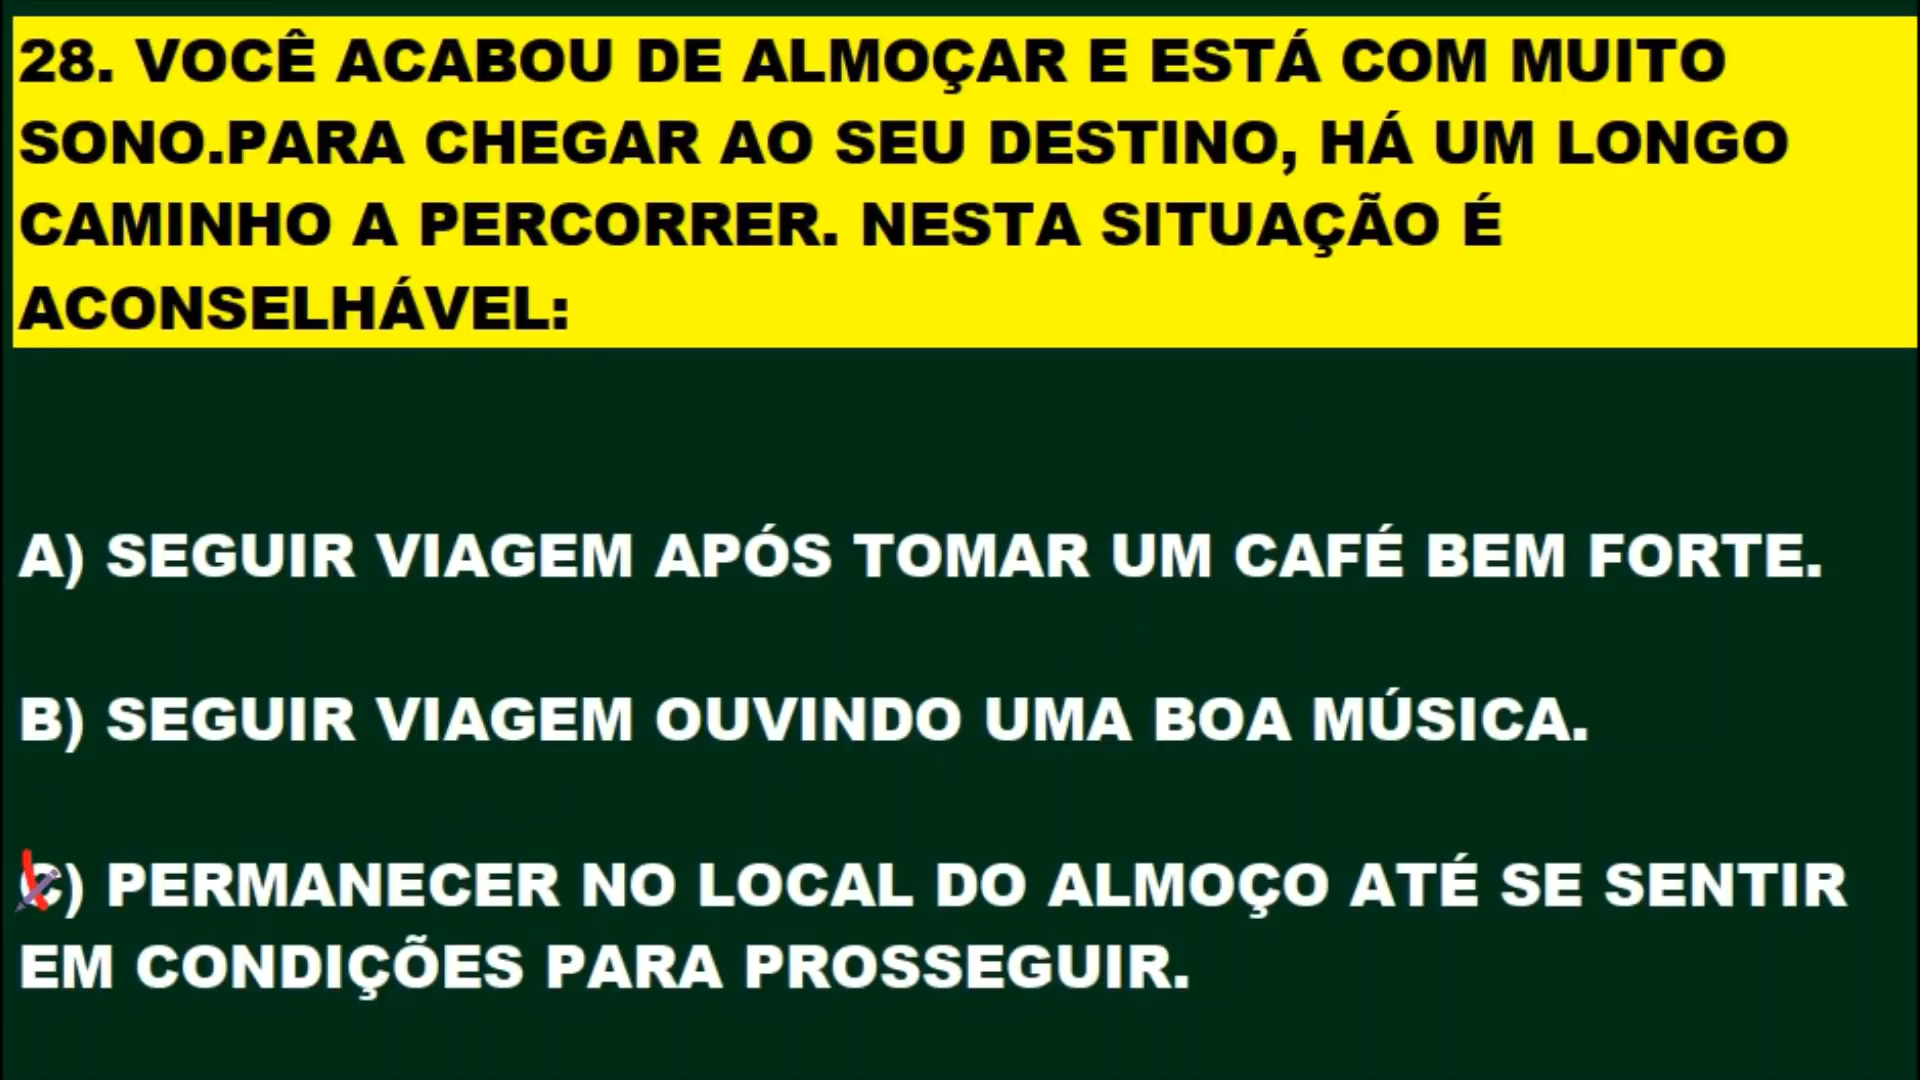 28. VOCÊ ACABOU DE ALMOÇAR E ESTÁ COM MUITO
SONO.PARA CHEGAR AO SEU DESTINO, HÁ UM LONGO
CAMINHO A PERCORRER. NESTA SITUAÇÃO É
ACONSELHÁVEL:
A) SEGUIR VIAGEM APÓS TOMAR UM CAFÉ BEM FORTE.
B) SEGUIR VIAGEM OUVINDO UMA BOA MÚSICA.
C) PERMANECER NO LOCAL DO ALMOÇO ATÉ SE SENTIR
EM CONDIÇÕES PARA PROSSEGUIR.